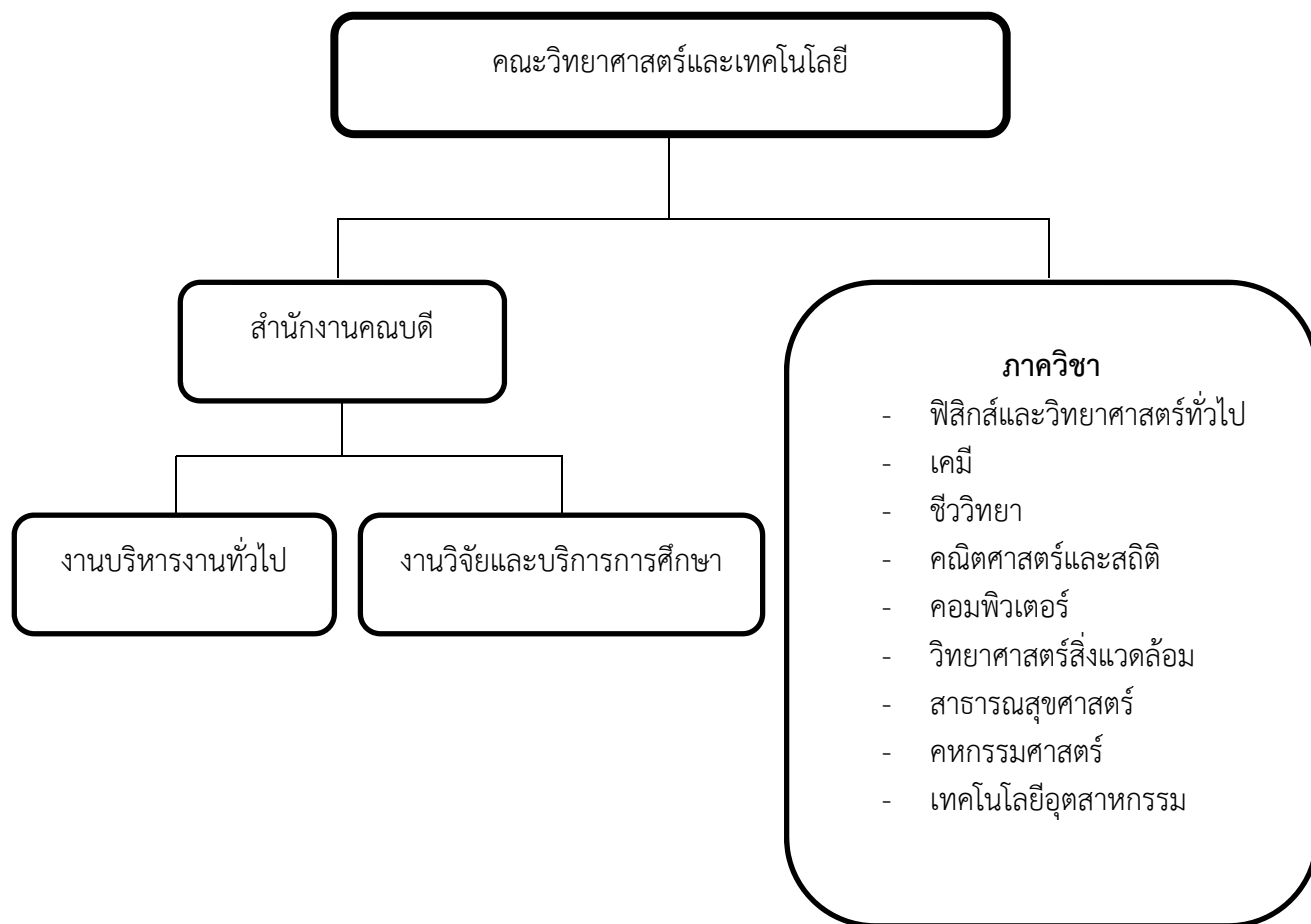 คณะวิทยาศาสตร์และเทคโนโลยี
สำนักงานคณบดี
งานบริหารงานทั่วไป
งานวิจัยและบริการการศึกษา
ภาควิชา
- ฟิสิกส์และวิทยาศาสตร์ทั่วไป
- เคมี
- ชีววิทยา
- คณิตศาสตร์และสถิติ
- คอมพิวเตอร์
- วิทยาศาสตร์สิ่งแวดล้อม
- สาธารณสุขศาสตร์
- คหกรรมศาสตร์
- เทคโนโลยีอุตสาหกรรม